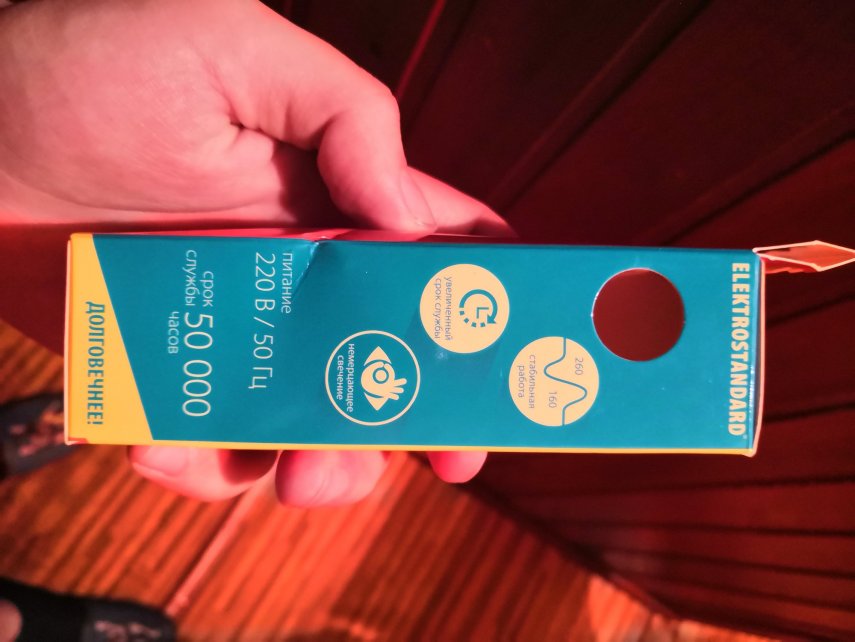 ELEKTROSTANDARD®
260
160
стабильная
работа
увеличенный
срок службы
немерцающее
свечение
питание
220 В / 50 Гц
срок
службы 50 000
часов
ДОЛГОВЕЧНЕЕ!